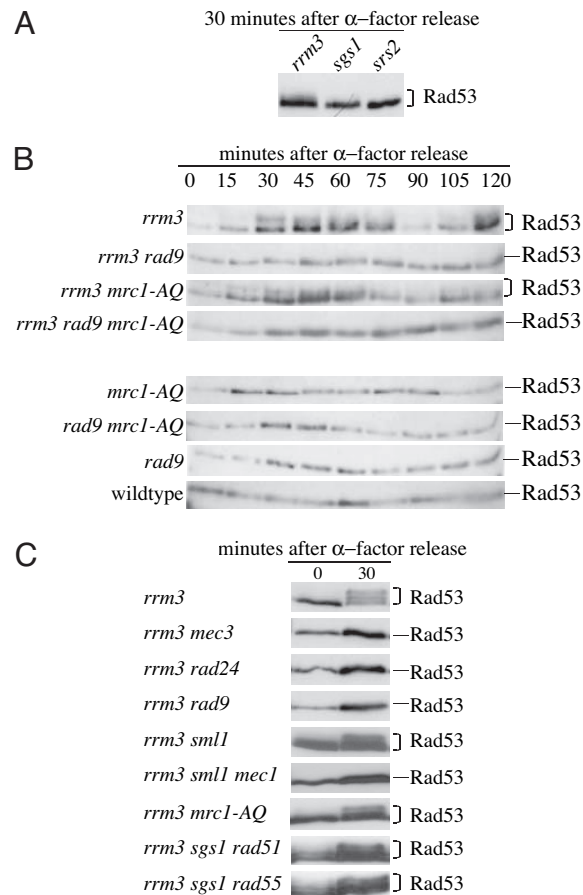 A
30 minutes after α−factor release
rrm3 sgs1 srs2
Rad53
B
minutes after α−factor release
0 15 30 45 60 75 90 105 120
rrm3 Rad53
rrm3 rad9 Rad53
rrm3 mrc1-AQ Rad53
rrm3 rad9 mrc1-AQ Rad53
mrc1-AQ Rad53
rad9 mrc1-AQ Rad53
rad9 Rad53
wildtype Rad53
C
minutes after α−factor release
0 30
rrm3 Rad53
rrm3 mec3 Rad53
rrm3 rad24 Rad53
rrm3 rad9 Rad53
rrm3 sml1 Rad53
rrm3 sml1 mec1 Rad53
rrm3 mrc1-AQ Rad53
rrm3 sgs1 rad51 Rad53
rrm3 sgs1 rad55 Rad53